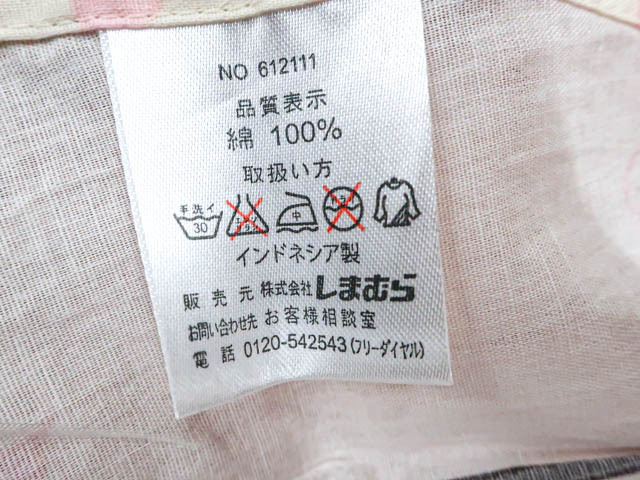 NO 612111
品質表示
綿 100%
取扱い方
手洗イ 30 中
インドネシア製
販売元 株式会社しまむら
お問い合わせ先 お客様相談室
電話 0120-542543(フリーダイヤル)